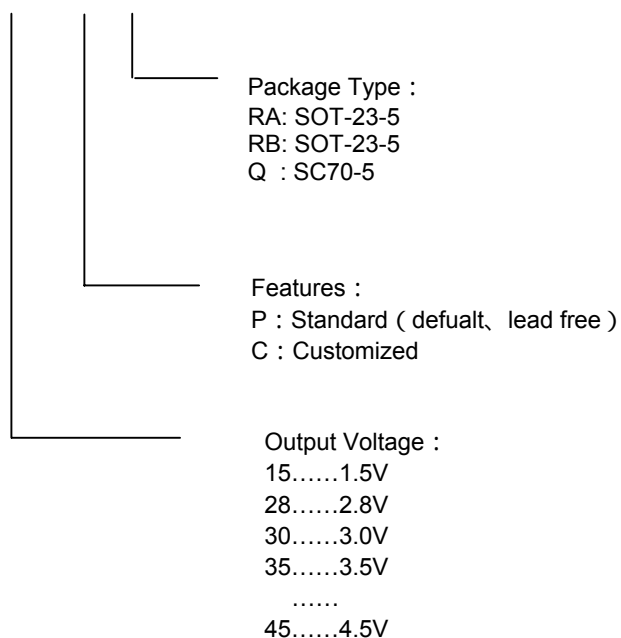 Package Type：
RA: SOT-23-5
RB: SOT-23-5
Q : SC70-5
Features：
P：Standard（defualt、lead free）
C：Customized
Output Voltage：
15……1.5V
28……2.8V
30……3.0V
35……3.5V
……
45……4.5V